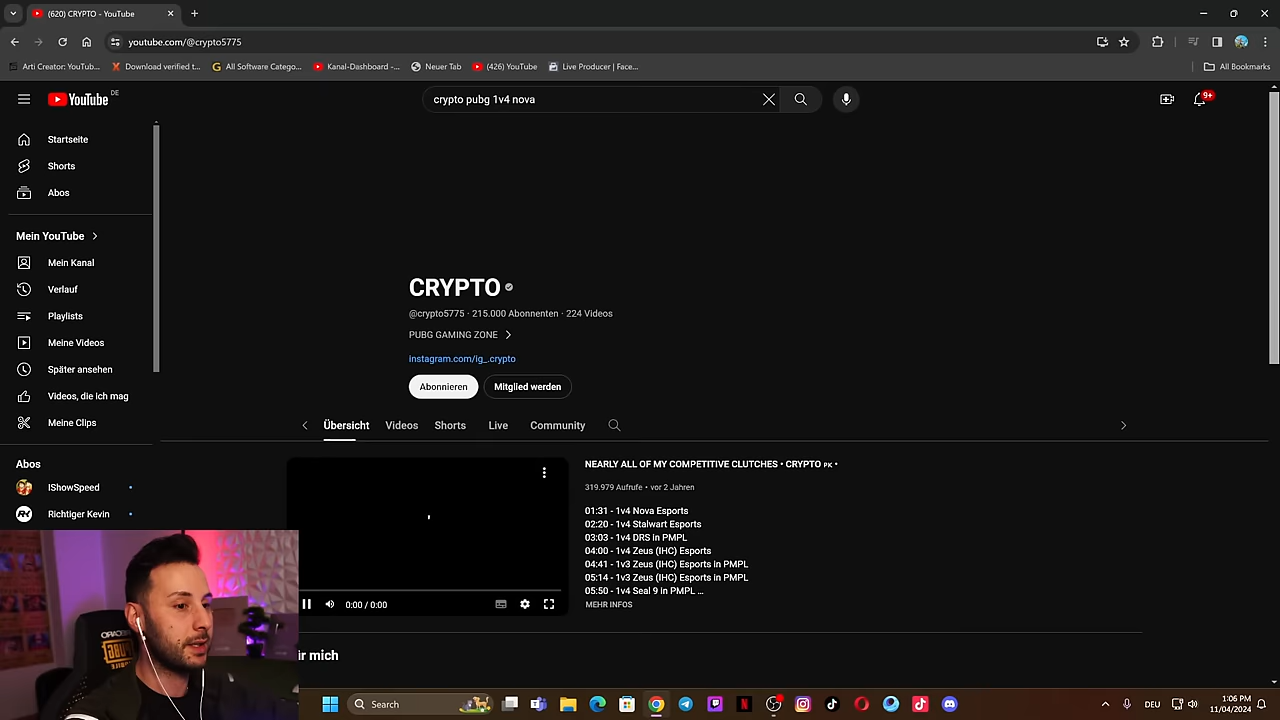 (620) CRYPTO - YouTube
youtube.com/@crypto5775
Arti Creator: YouTub...
Download verified t...
All Software Catego...
Kanal-Dashboard -...
Neuer Tab
(426) YouTube
Live Producer | Face...
All Bookmarks
YouTube DE
crypto pubg 1v4 nova
9+
Startseite
Shorts
Abos
Mein YouTube
Mein Kanal
Verlauf
Playlists
Meine Videos
Später ansehen
Videos, die ich mag
Meine Clips
Abos
IShowSpeed
Richtiger Kevin
CRYPTO
@crypto5775 · 215.000 Abonnenten · 224 Videos
PUBG GAMING ZONE
instagram.com/ig_.crypto
Abonnieren
Mitglied werden
Übersicht
Videos
Shorts
Live
Community
NEARLY ALL OF MY COMPETITIVE CLUTCHES • CRYPTO PK •
319.979 Aufrufe • vor 2 Jahren
01:31 - 1v4 Nova Esports
02:20 - 1v4 Stalwart Esports
03:03 - 1v4 DRS in PMPL
04:00 - 1v4 Zeus (IHC) Esports
04:41 - 1v3 Zeus (IHC) Esports in PMPL
05:14 - 1v3 Zeus (IHC) Esports in PMPL
05:50 - 1v4 Seal 9 in PMPL ...
MEHR INFOS
0:00 / 0:00
ür mich
Search
DEU
1:06 PM
11/04/2024